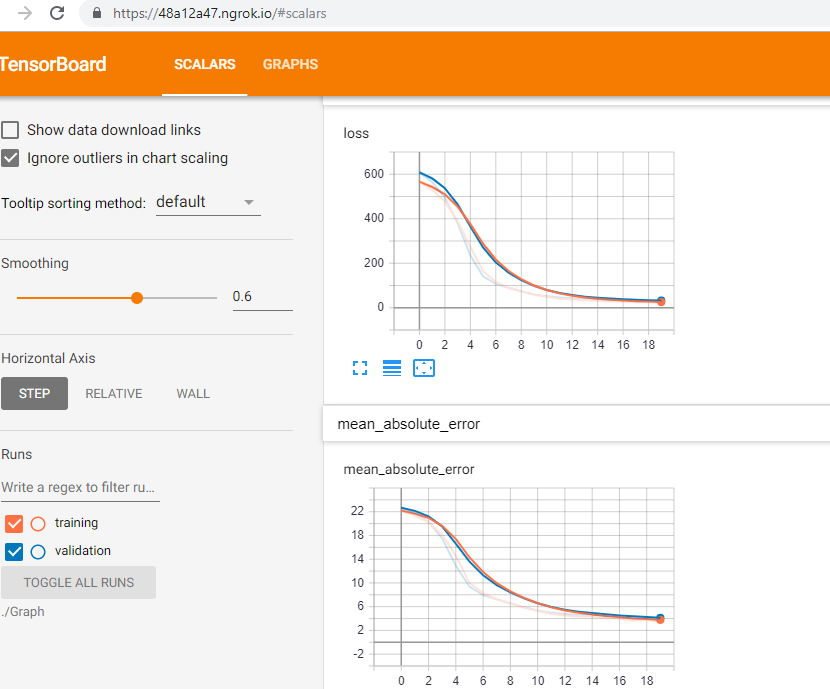 https://48a12a47.ngrok.io/#scalars
TensorBoard
SCALARS
GRAPHS
Show data download links
Ignore outliers in chart scaling
Tooltip sorting method: default
Smoothing
0.6
Horizontal Axis
STEP
RELATIVE
WALL
Runs
Write a regex to filter ru...
training
validation
TOGGLE ALL RUNS
./Graph
loss
600
400
200
0
0 2 4 6 8 10 12 14 16 18
mean_absolute_error
mean_absolute_error
22
18
14
10
6
2
-2
0 2 4 6 8 10 12 14 16 18